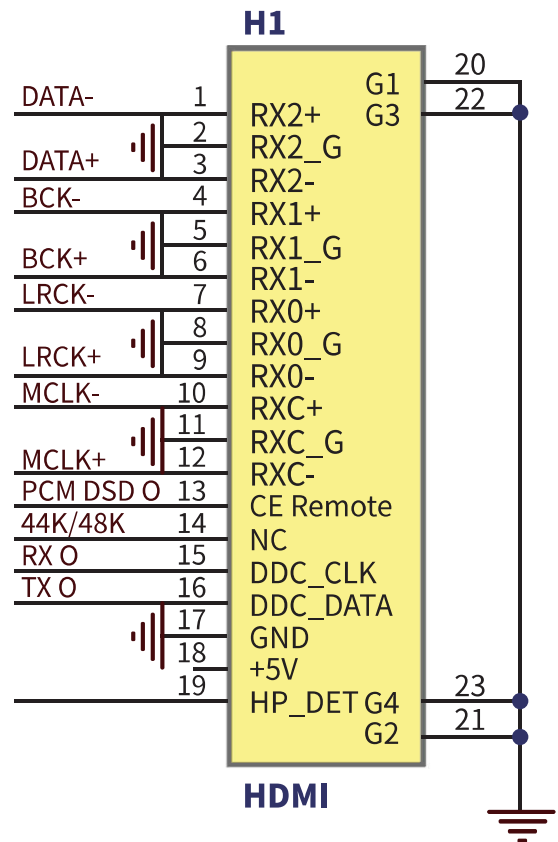 H1
DATA- 1 RX2+ G1 20
2 RX2_G G3 22
DATA+ 3 RX2-
BCK- 4 RX1+
5 RX1_G
BCK+ 6 RX1-
LRCK- 7 RX0+
8 RX0_G
LRCK+ 9 RX0-
MCLK- 10 RXC+
11 RXC_G
MCLK+ 12 RXC-
PCM DSD O 13 CE Remote
44K/48K 14 NC
RX O 15 DDC_CLK
TX O 16 DDC_DATA
17 GND
18 +5V
19 HP_DET G4 23
G2 21
HDMI